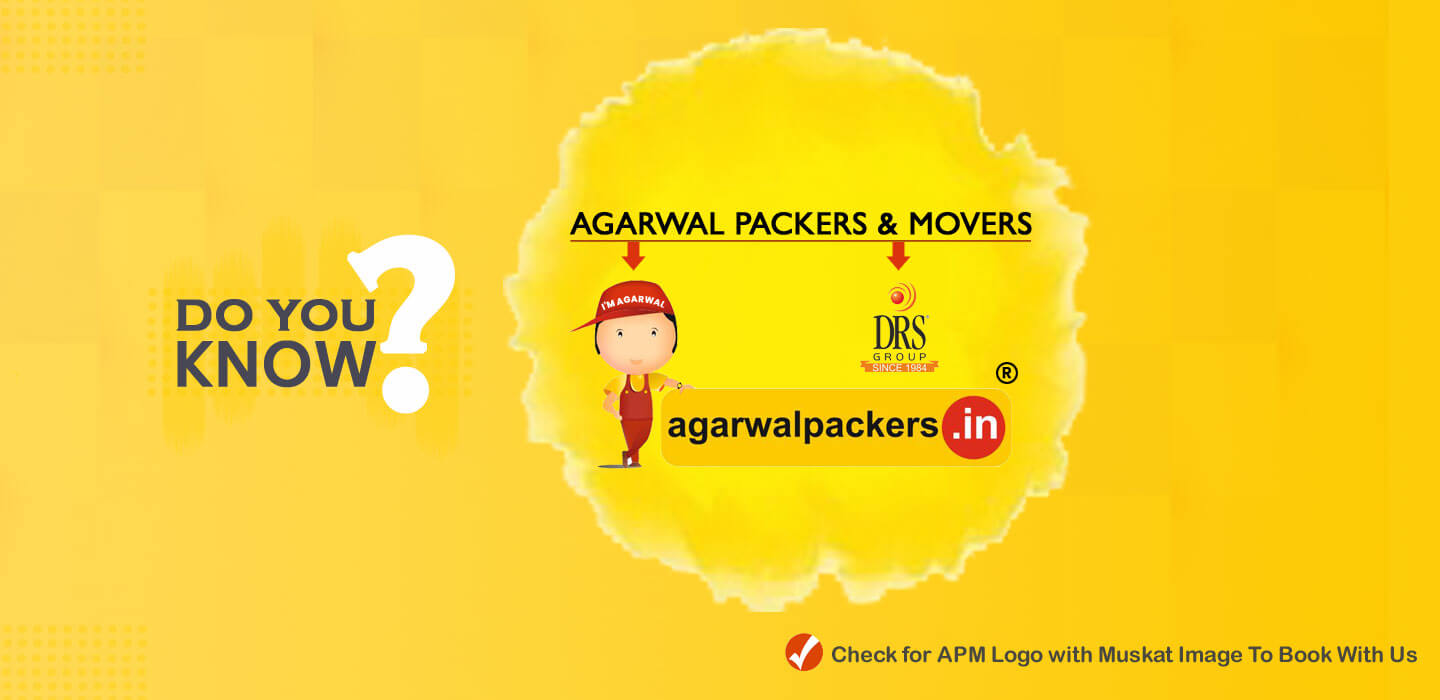 DO YOU
KNOW?
AGARWAL PACKERS & MOVERS
I'M AGARWAL
DRS®
GROUP
SINCE 1984
®
agarwalpackers.in
Check for APM Logo with Muskat Image To Book With Us